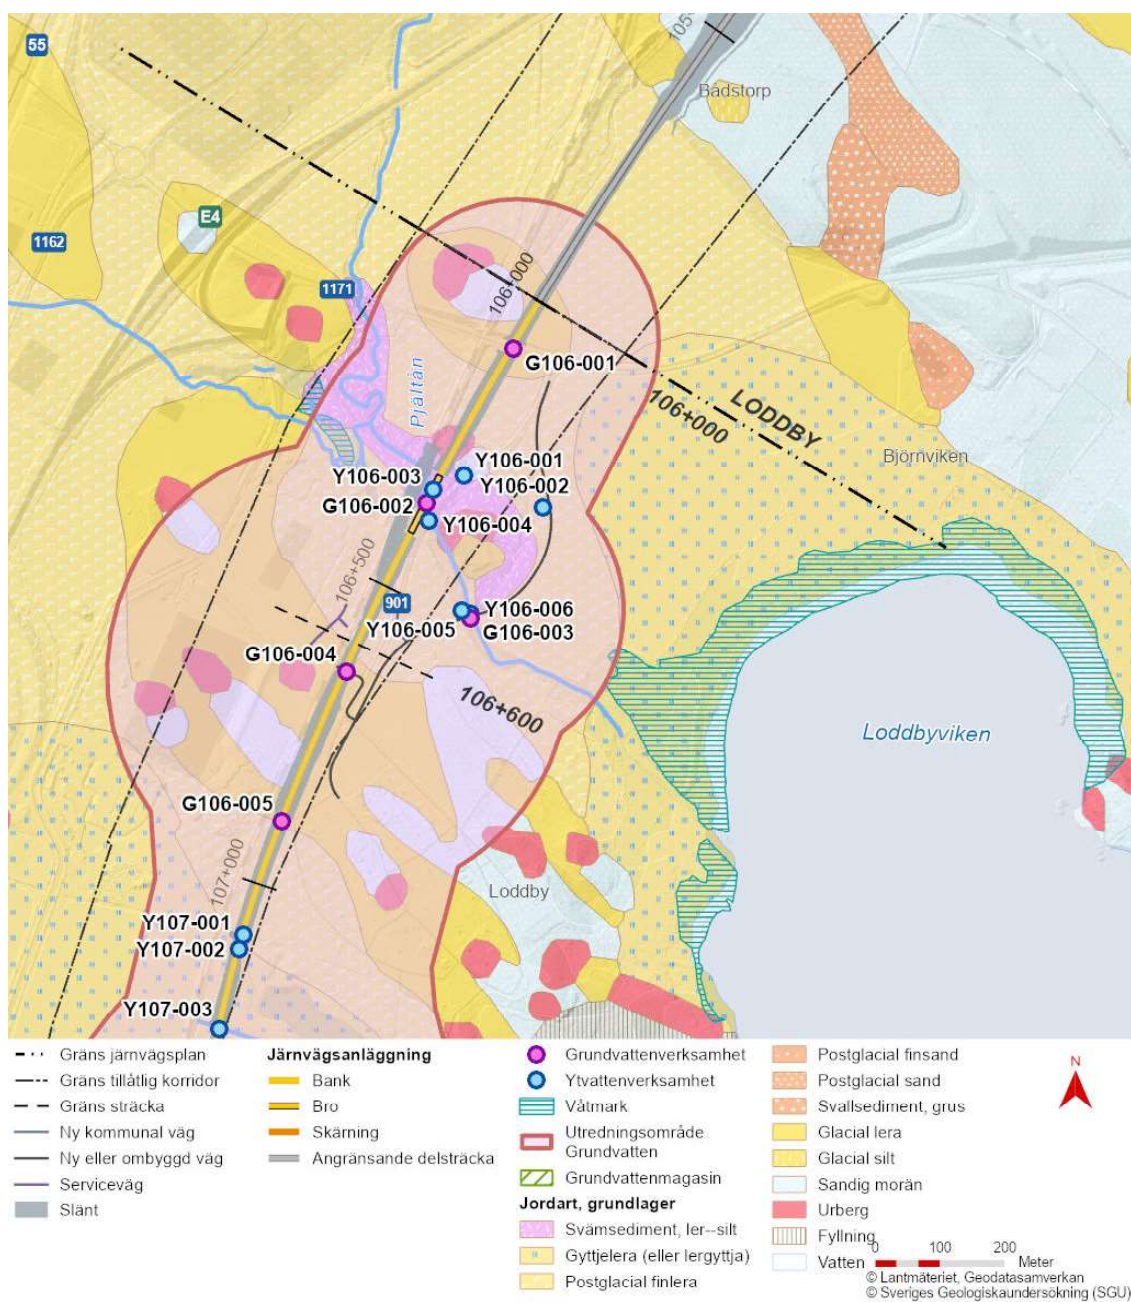 55
105+
Bådstorp
E4
1162
1171
106+000
G106-001
Pjältån
LODDBY
106+000
Björnviken
Y106-001
Y106-003
Y106-002
G106-002
Y106-004
106+500
901
Y106-006
Y106-005
G106-003
G106-004
106+600
Loddbyviken
G106-005
107+000
Loddby
Y107-001
Y107-002
Y107-003
Gräns järnvägsplan
Gräns tillåtlig korridor
Gräns sträcka
Ny kommunal väg
Ny eller ombyggd väg
Serviceväg
Slänt
Järnvägsanläggning
Bank
Bro
Skärning
Angränsande delsträcka
Grundvattenverksamhet
Ytvattenverksamhet
Våtmark
Utredningsområde
Grundvatten
Grundvattenmagasin
Jordart, grundlager
Svämsediment, ler--silt
Gyttjelera (eller lergyttja)
Postglacial finlera
Postglacial finsand
Postglacial sand
Svallsediment, grus
Glacial lera
Glacial silt
Sandig morän
Urberg
Fyllning
Vatten
N
0 100 200
Meter
© Lantmäteriet, Geodatasamverkan
© Sveriges Geologiskaundersökning (SGU)